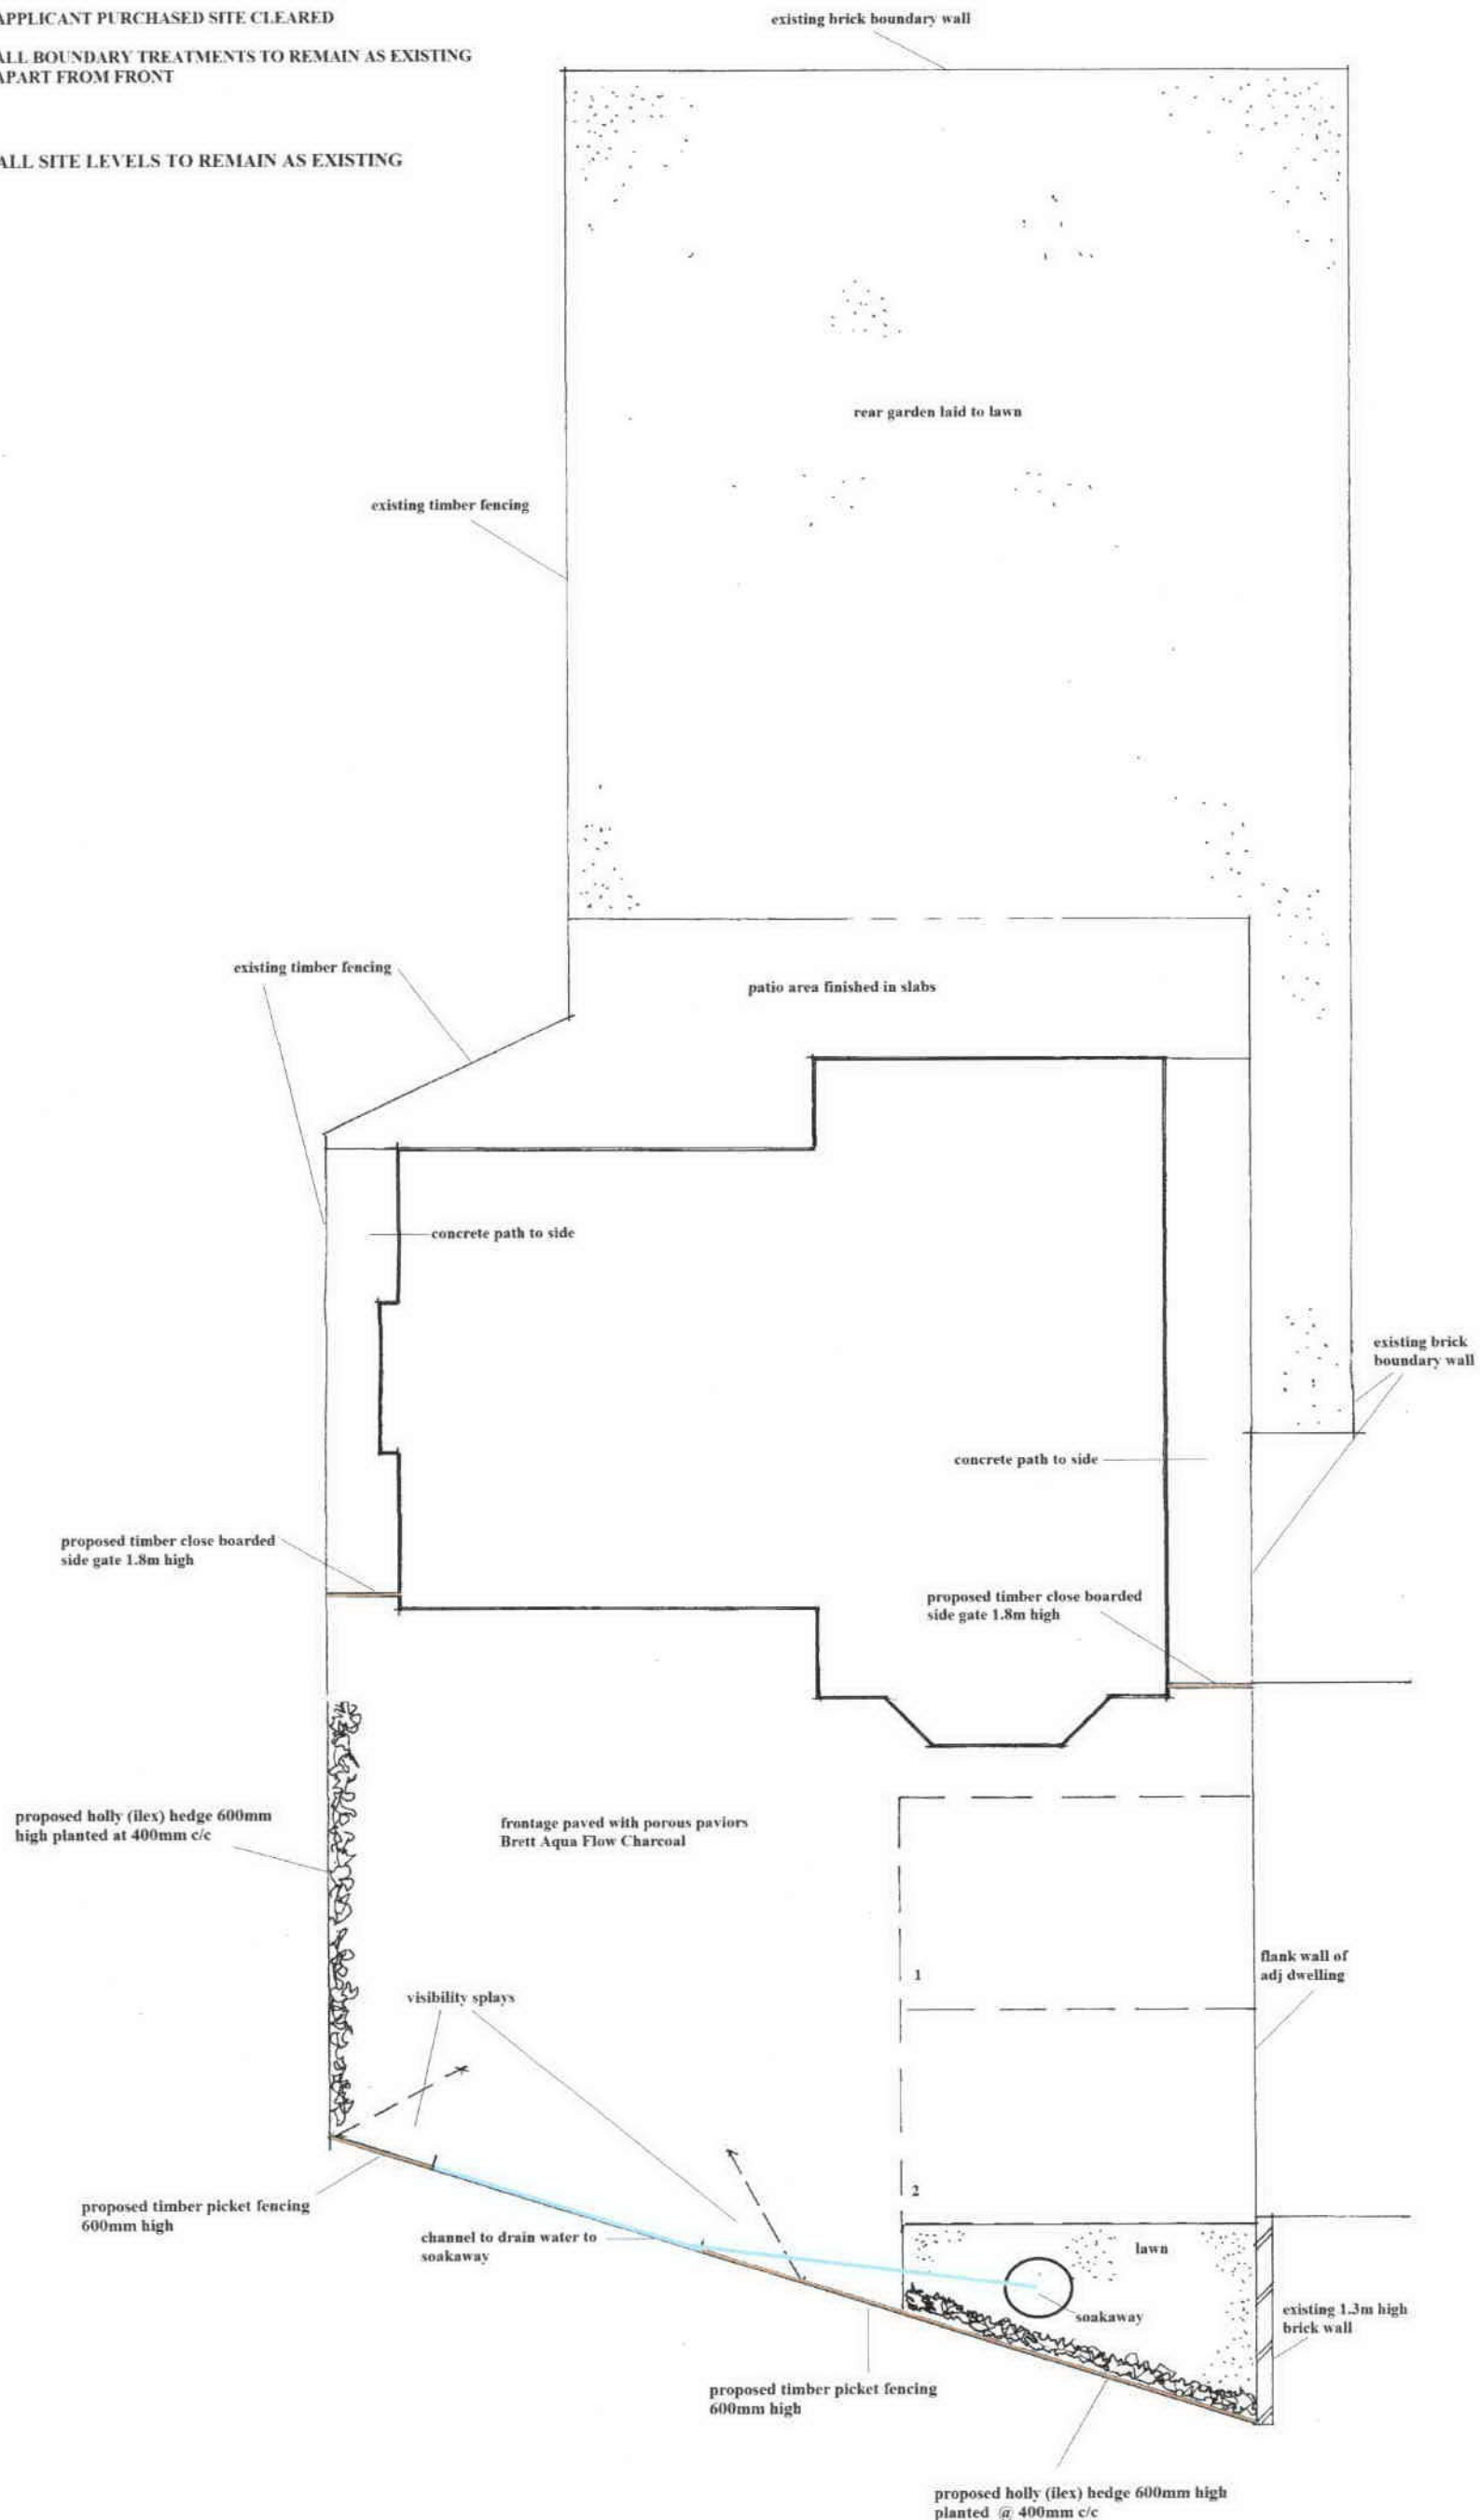 APPLICANT PURCHASED SITE CLEARED
ALL BOUNDARY TREATMENTS TO REMAIN AS EXISTING
APART FROM FRONT
ALL SITE LEVELS TO REMAIN AS EXISTING
existing brick boundary wall
rear garden laid to lawn
existing timber fencing
existing timber fencing
patio area finished in slabs
concrete path to side
existing brick
boundary wall
concrete path to side
proposed timber close boarded
side gate 1.8m high
proposed timber close boarded
side gate 1.8m high
proposed holly (ilex) hedge 600mm
high planted at 400mm c/c
frontage paved with porous paviors
Brett Aqua Flow Charcoal
flank wall of
adj dwelling
1
visibility splays
2
proposed timber picket fencing
600mm high
channel to drain water to
soakaway
lawn
soakaway
existing 1.3m high
brick wall
proposed timber picket fencing
600mm high
proposed holly (ilex) hedge 600mm high
planted @ 400mm c/c